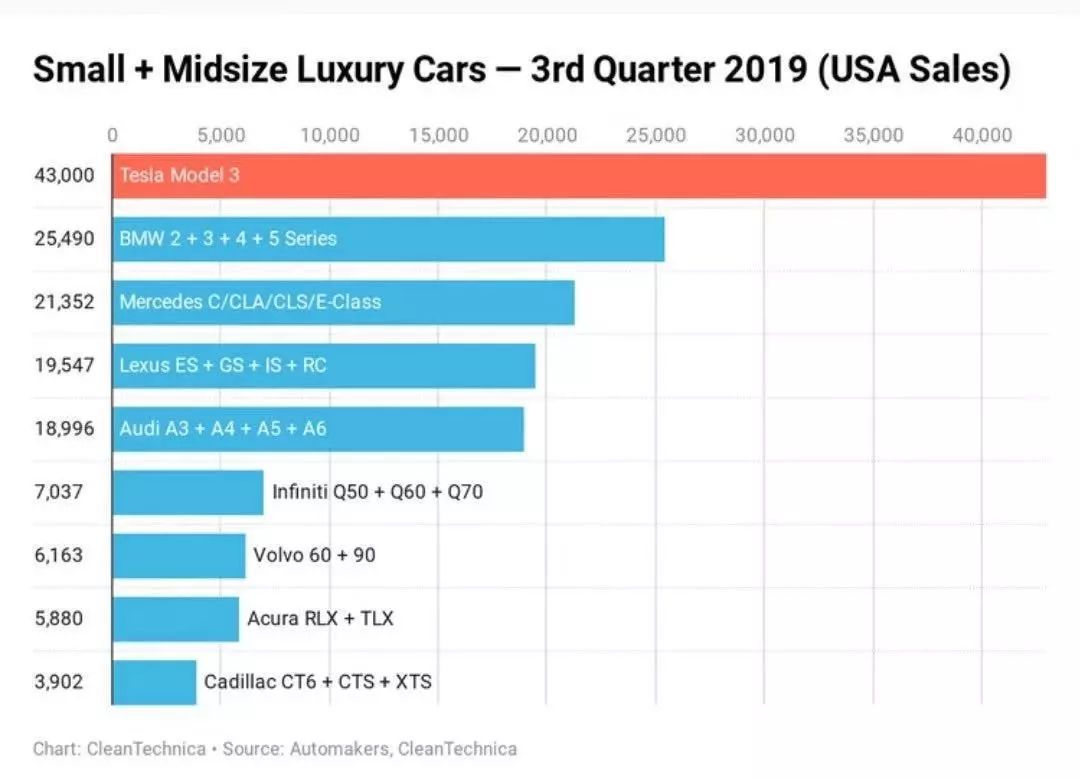 Small + Midsize Luxury Cars — 3rd Quarter 2019 (USA Sales)
0 5,000 10,000 15,000 20,000 25,000 30,000 35,000 40,000
43,000 Tesla Model 3
25,490 BMW 2 + 3 + 4 + 5 Series
21,352 Mercedes C/CLA/CLS/E-Class
19,547 Lexus ES + GS + IS + RC
18,996 Audi A3 + A4 + A5 + A6
7,037 Infiniti Q50 + Q60 + Q70
6,163 Volvo 60 + 90
5,880 Acura RLX + TLX
3,902 Cadillac CT6 + CTS + XTS
Chart: CleanTechnica • Source: Automakers, CleanTechnica